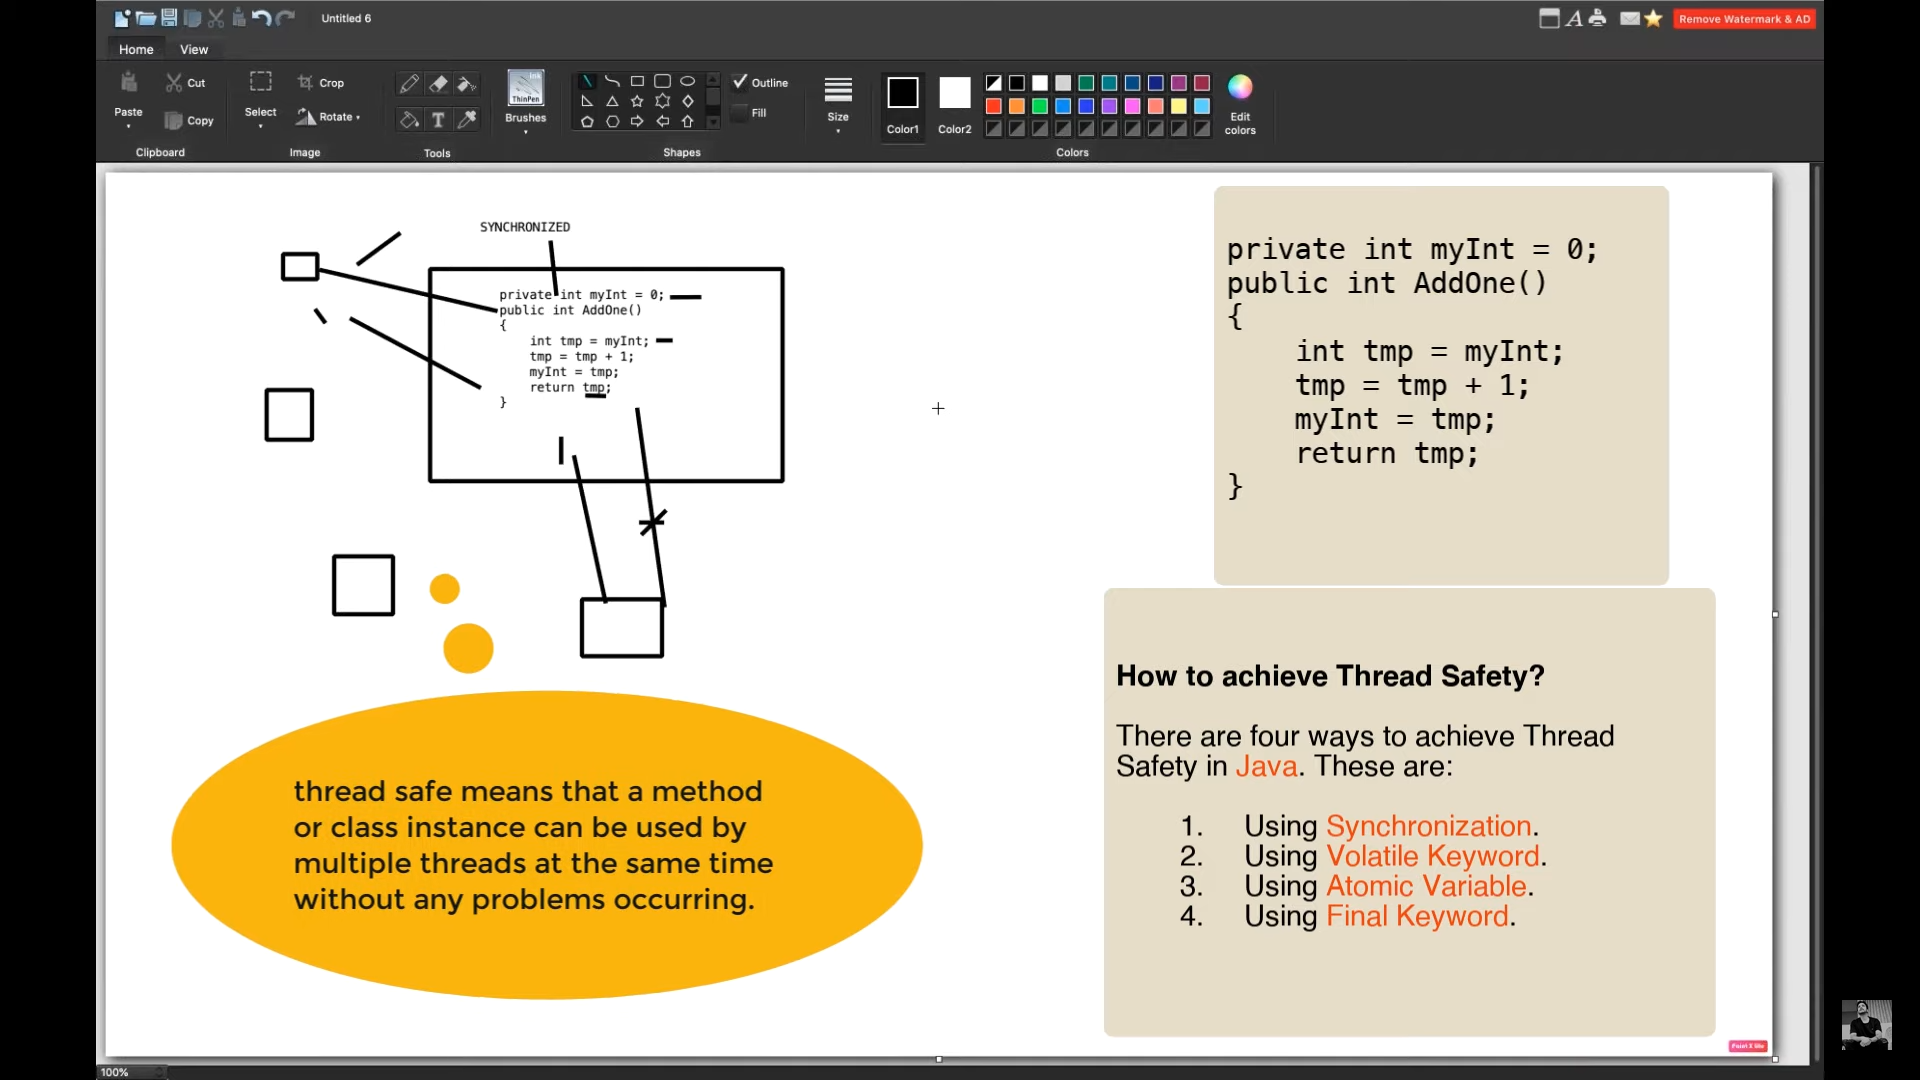 Untitled 6
Remove Watermark & AD
Home
View
Paste
Cut
Copy
Clipboard
Select
Crop
Rotate
Image
Tools
ink
ThinPen
Brushes
Outline
Fill
Shapes
Size
Color1
Color2
Edit
colors
Colors
SYNCHRONIZED
private int myInt = 0;
public int AddOne()
{
int tmp = myInt;
tmp = tmp + 1;
myInt = tmp;
return tmp;
}
private int myInt = 0;
public int AddOne()
{
int tmp = myInt;
tmp = tmp + 1;
myInt = tmp;
return tmp;
}
thread safe means that a method
or class instance can be used by
multiple threads at the same time
without any problems occurring.
How to achieve Thread Safety?
There are four ways to achieve Thread
Safety in Java. These are:
1. Using Synchronization.
2. Using Volatile Keyword.
3. Using Atomic Variable.
4. Using Final Keyword.
100%